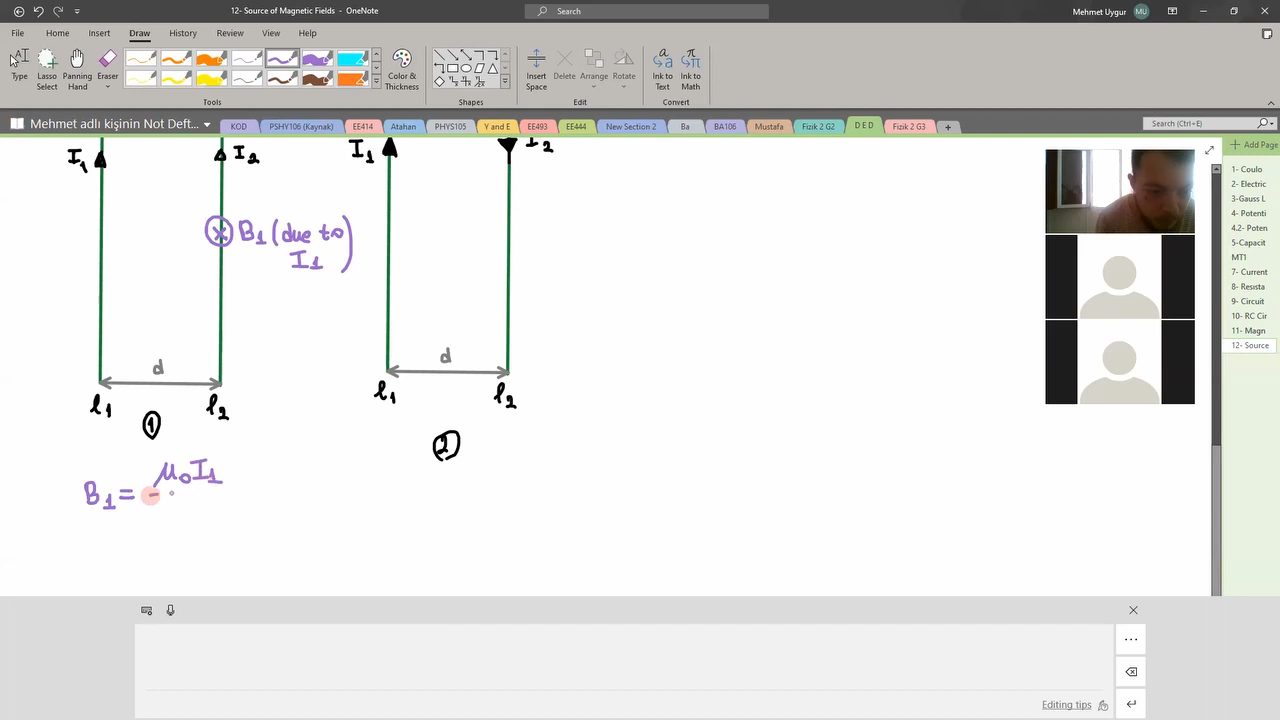 12- Source of Magnetic Fields - OneNote
Search
Mehmet Uygur
MU
File
Home
Insert
Draw
History
Review
View
Help
Type
Lasso Select
Panning Hand
Eraser
Color & Thickness
Insert Space
Delete
Arrange
Rotate
Ink to Text
Ink to Math
Tools
Shapes
Edit
Convert
Mehmet adlı kişinin Not Deft...
KOD
PSHY106 (Kaynak)
EE414
Atahan
PHYS105
Y and E
EE493
EE444
New Section 2
Ba
BA106
Mustafa
Fizik 2 G2
D E D
Fizik 2 G3
Search (Ctrl+E)
Add Page
1- Coulo
2- Electric
3-Gauss L
4- Potenti
4.2- Poten
5-Capacit
MT1
7- Current
8- Resista
9- Circuit
10- RC Cir
11- Magn
12- Source
I1
I2
I1
I2
B1 (due to
I1)
d
d
l1
l2
l1
l2
1
2
μ0I1
B1 = -
Editing tips